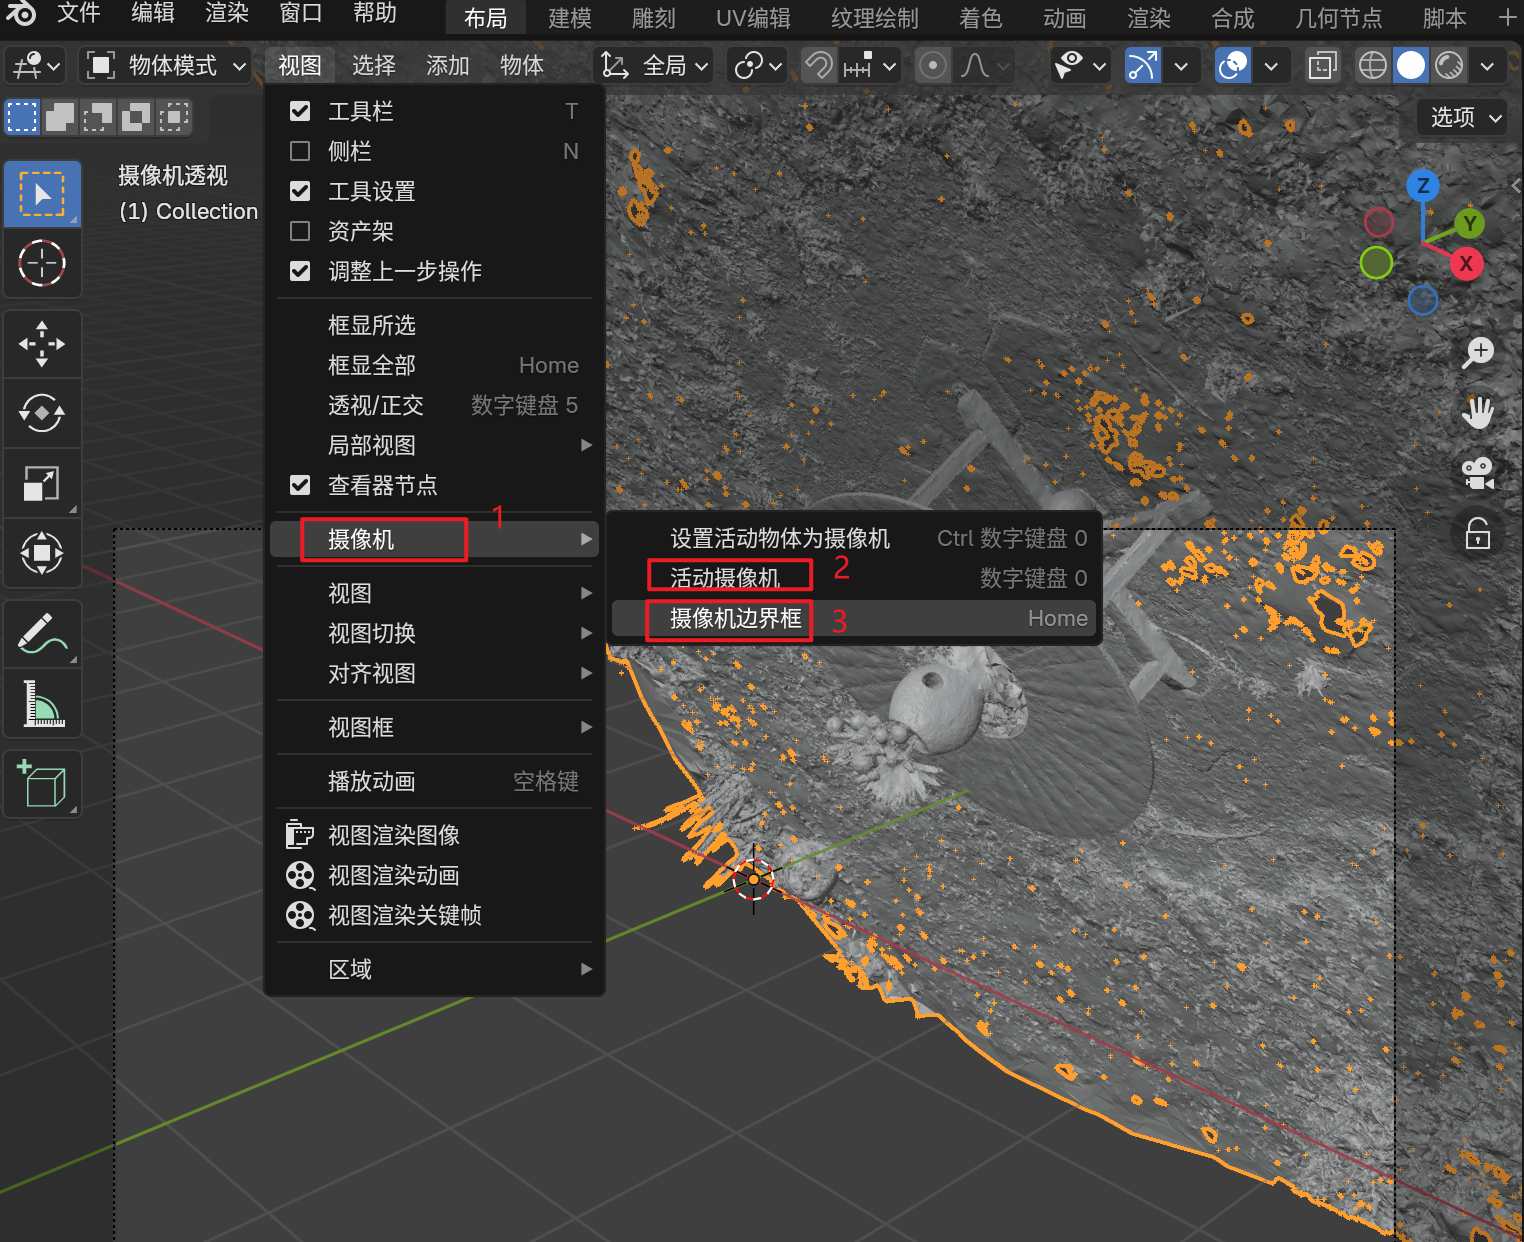 文件 编辑 渲染 窗口 帮助 布局 建模 雕刻 UV编辑 纹理绘制 着色 动画 渲染 合成 几何节点 脚本 +
物体模式 视图 选择 添加 物体 全局
选项
摄像机透视
(1) Collection
工具栏 T
侧栏 N
工具设置
资产架
调整上一步操作
框显所选
框显全部 Home
透视/正交 数字键盘 5
局部视图
查看器节点
摄像机 1
设置活动物体为摄像机 Ctrl 数字键盘 0
活动摄像机 2 数字键盘 0
摄像机边界框 3 Home
视图
视图切换
对齐视图
视图框
播放动画 空格键
视图渲染图像
视图渲染动画
视图渲染关键帧
区域
Z
Y
X